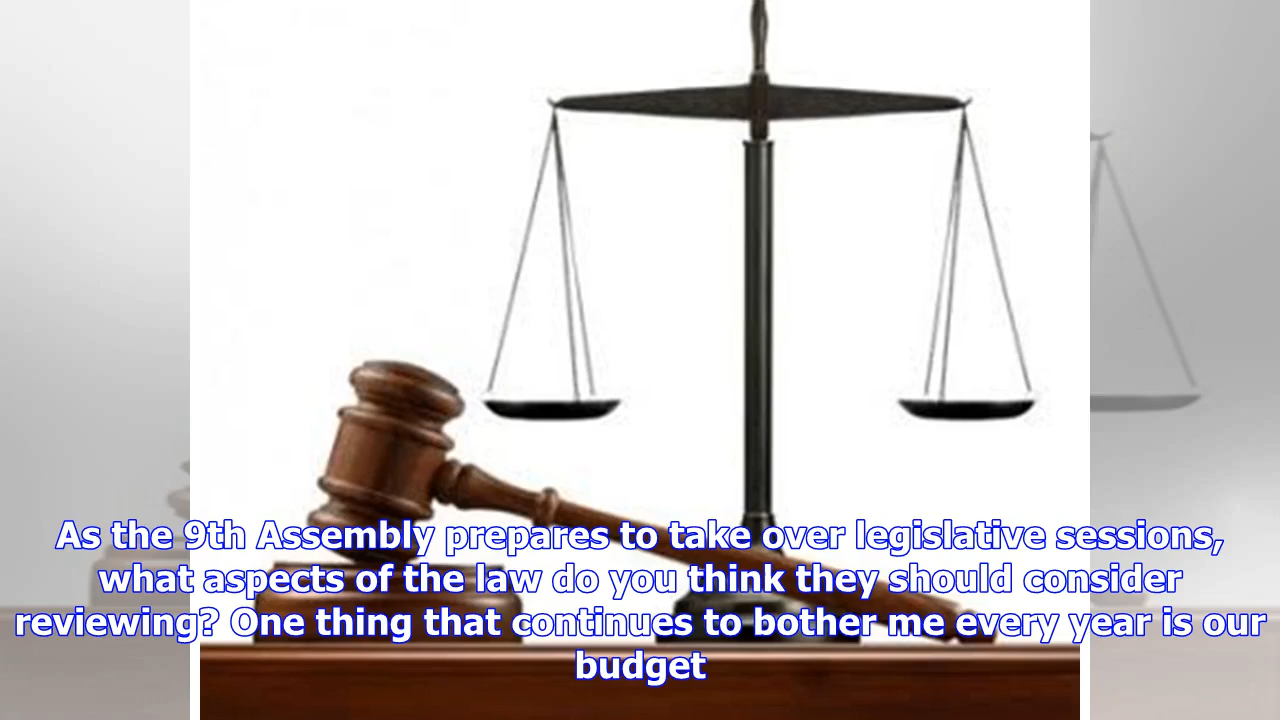 As the 9th Assembly prepares to take over legislative sessions,
what aspects of the law do you think they should consider
reviewing? One thing that continues to bother me every year is our
budget